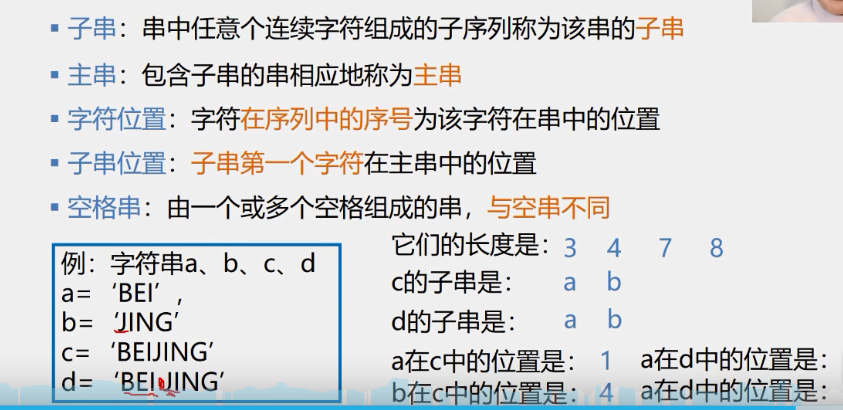 ▪ 子串：串中任意个连续字符组成的子序列称为该串的子串
▪ 主串：包含子串的串相应地称为主串
▪ 字符位置：字符在序列中的序号为该字符在串中的位置
▪ 子串位置：子串第一个字符在主串中的位置
▪ 空格串：由一个或多个空格组成的串，与空串不同
例：字符串a、b、c、d
a= ‘BEI’，
b= ‘JING’
c= ‘BEIJING’
d= ‘BEI JING’
它们的长度是：3 4 7 8
c的子串是： a b
d的子串是： a b
a在c中的位置是： 1 a在d中的位置是：
b在c中的位置是： 4 a在d中的位置是：